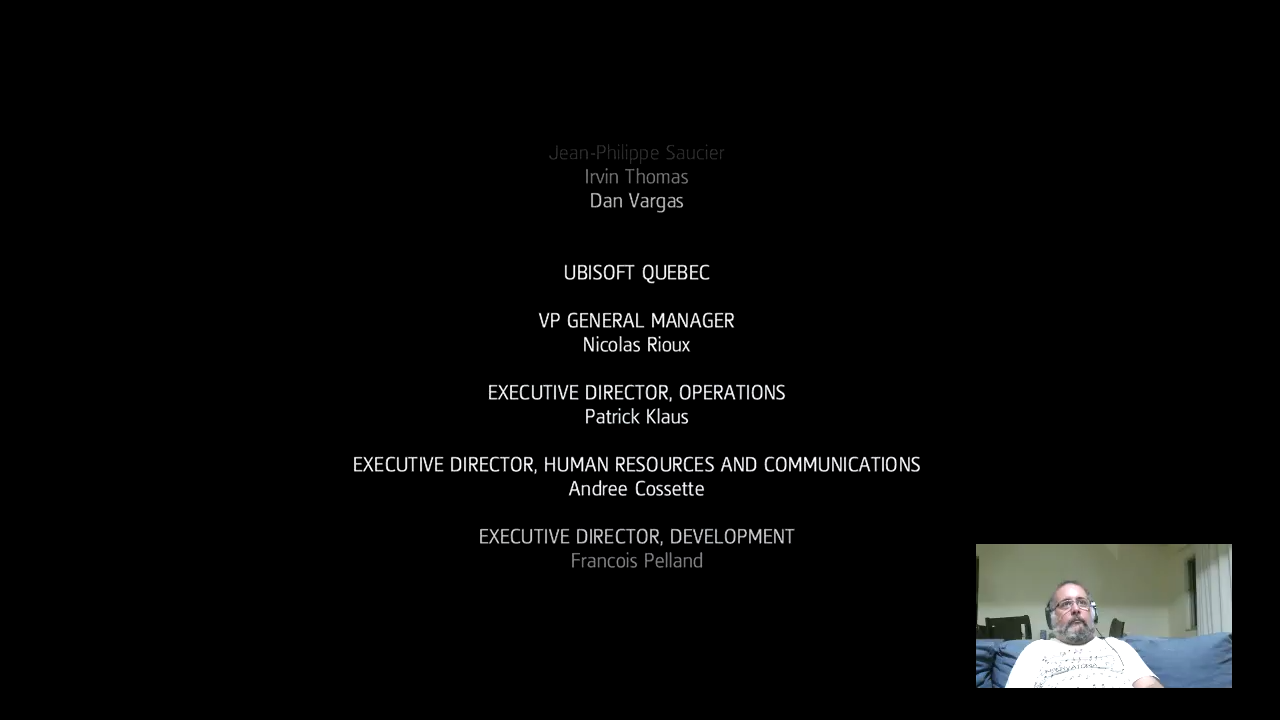 Jean-Philippe Saucier
Irvin Thomas
Dan Vargas
UBISOFT QUEBEC
VP GENERAL MANAGER
Nicolas Rioux
EXECUTIVE DIRECTOR, OPERATIONS
Patrick Klaus
EXECUTIVE DIRECTOR, HUMAN RESOURCES AND COMMUNICATIONS
Andree Cossette
EXECUTIVE DIRECTOR, DEVELOPMENT
Francois Pelland